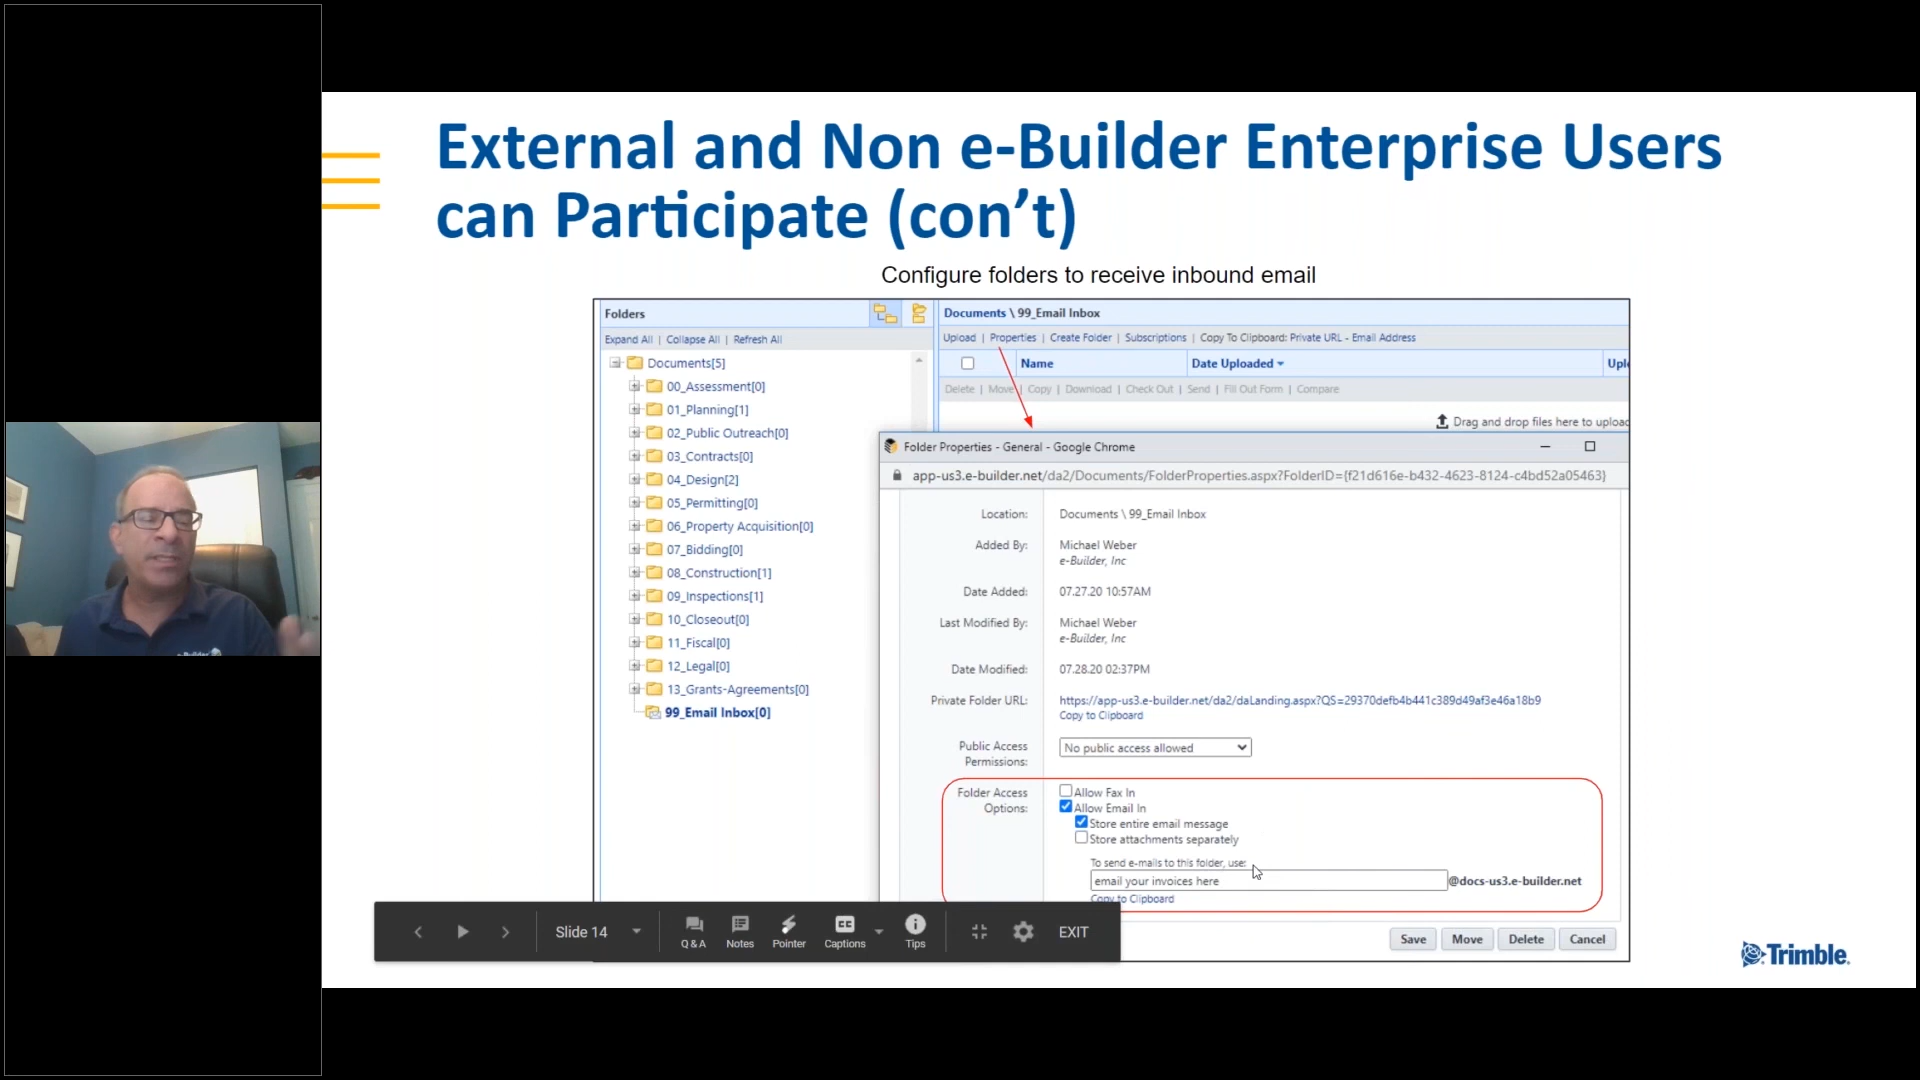 External and Non e-Builder Enterprise Users
can Participate (con't)
Configure folders to receive inbound email
Folders
Expand All | Collapse All | Refresh All
Documents[5]
00_Assessment[0]
01_Planning[1]
02_Public Outreach[0]
03_Contracts[0]
04_Design[2]
05_Permitting[0]
06_Property Acquisition[0]
07_Bidding[0]
08_Construction[1]
09_Inspections[1]
10_Closeout[0]
11_Fiscal[0]
12_Legal[0]
13_Grants-Agreements[0]
99_Email Inbox[0]
Documents \ 99_Email Inbox
Upload | Properties | Create Folder | Subscriptions | Copy To Clipboard: Private URL - Email Address
Name Date Uploaded Uplo
Delete | Move | Copy | Download | Check Out | Send | Fill Out Form | Compare
Drag and drop files here to upload
Folder Properties - General - Google Chrome
app-us3.e-builder.net/da2/Documents/FolderProperties.aspx?FolderID={f21d616e-b432-4623-8124-c4bd52a05463}
Location: Documents \ 99_Email Inbox
Added By: Michael Weber
e-Builder, Inc
Date Added: 07.27.20 10:57AM
Last Modified By: Michael Weber
e-Builder, Inc
Date Modified: 07.28.20 02:37PM
Private Folder URL: https://app-us3.e-builder.net/da2/daLanding.aspx?QS=29370defb4b441c389d49af3e46a18b9
Copy to Clipboard
Public Access
Permissions: No public access allowed
Folder Access
Options:
Allow Fax In
Allow Email In
Store entire email message
Store attachments separately
To send e-mails to this folder, use:
email your invoices here @docs-us3.e-builder.net
Copy to Clipboard
Save Move Delete Cancel
Slide 14 Q & A Notes Pointer CC Captions Tips EXIT
Trimble.
e-Builder